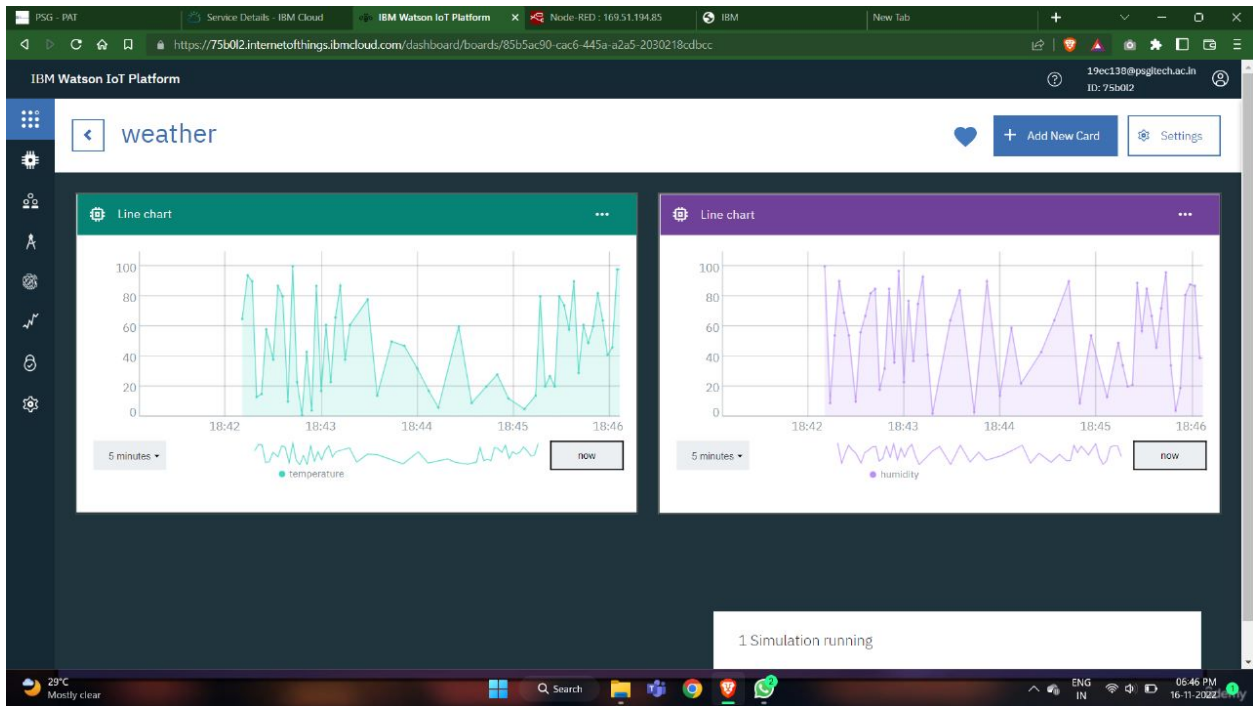 PSG - PAT
Service Details - IBM Cloud
IBM Watson IoT Platform
Node-RED : 169.51.194.85
IBM
New Tab
https://75b0l2.internetofthings.ibmcloud.com/dashboard/boards/85b5ac90-cac6-445a-a2a5-2030218cdbcc
IBM Watson IoT Platform
19ec138@psgitech.ac.in
ID: 75b0l2
weather
+ Add New Card
Settings
Line chart
100
80
60
40
20
0
18:42 18:43 18:44 18:45 18:46
5 minutes
now
temperature
Line chart
100
80
60
40
20
0
18:42 18:43 18:44 18:45 18:46
5 minutes
now
humidity
1 Simulation running
29°C
Mostly clear
Search
2
ENG
IN
06:46 PM
16-11-2022
1